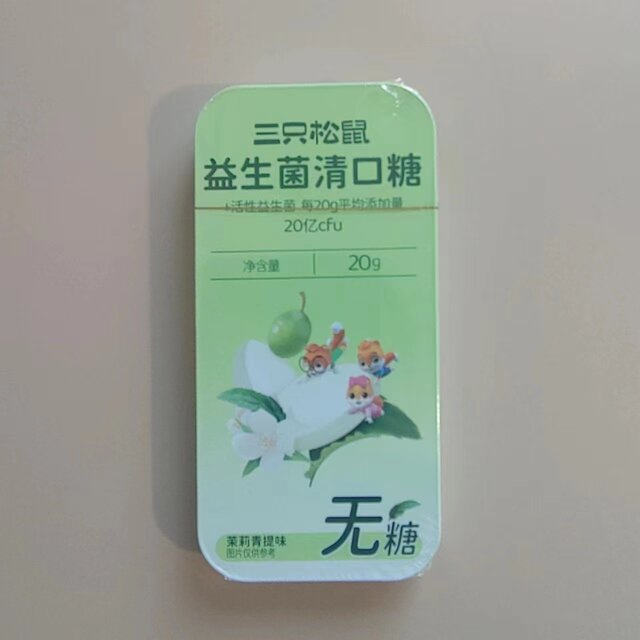 三只松鼠
益生菌清口糖
+活性益生菌 每20g平均添加量
20亿cfu
净含量 20g
无糖
茉莉青提味
图片仅供参考